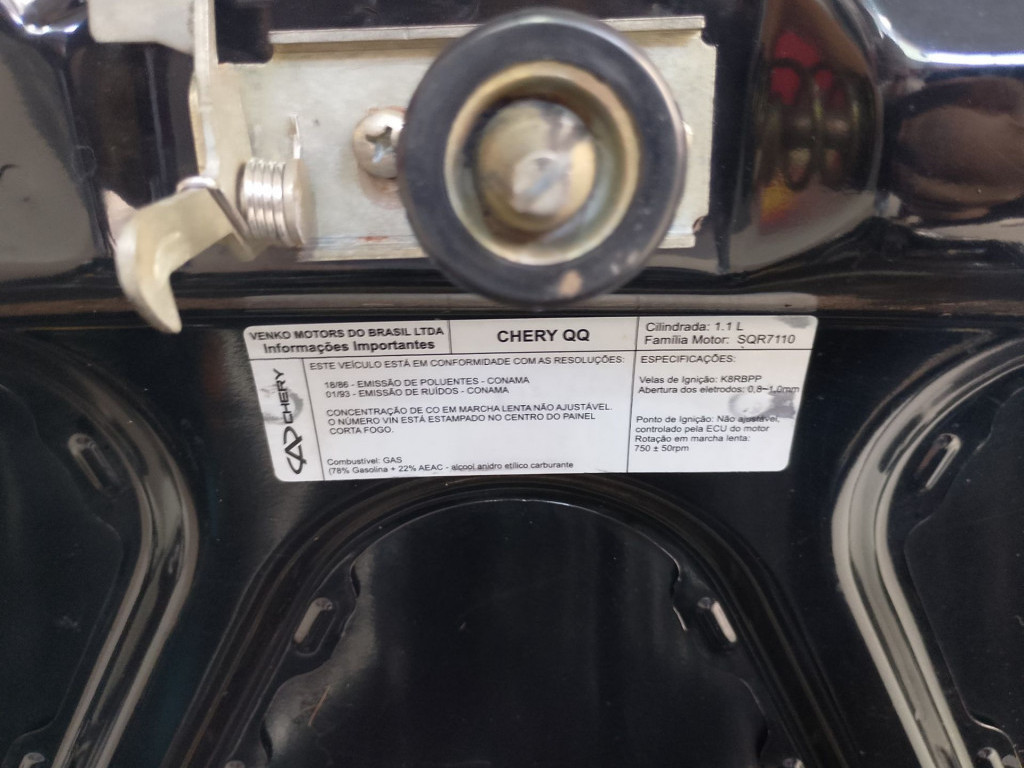 VENKO MOTORS DO BRASIL LTDA
Informações Importantes
CHERY QQ
Cilindrada: 1.1 L
Família Motor: SQR7110
CHERY
ESTE VEÍCULO ESTÁ EM CONFORMIDADE COM AS RESOLUÇÕES:
18/86 - EMISSÃO DE POLUENTES - CONAMA
01/93 - EMISSÃO DE RUÍDOS - CONAMA
CONCENTRAÇÃO DE CO EM MARCHA LENTA NÃO AJUSTÁVEL.
O NÚMERO VIN ESTÁ ESTAMPADO NO CENTRO DO PAINEL
CORTA FOGO.
Combustível: GAS
(78% Gasolina + 22% AEAC - alcool anidro etílico carburante
ESPECIFICAÇÕES:
Velas de Ignição: K8RBPP
Abertura dos eletrodos: 0,8~1,0mm
Ponto de Ignição: Não ajustável,
controlado pela ECU do motor
Rotação em marcha lenta:
750 ± 50rpm